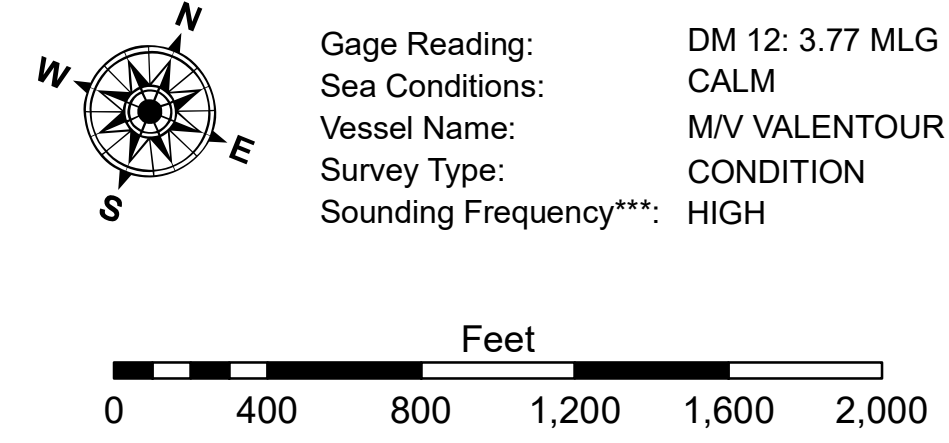 N
W
E
S
Gage Reading: DM 12: 3.77 MLG
Sea Conditions: CALM
Vessel Name: M/V VALENTOUR
Survey Type: CONDITION
Sounding Frequency***: HIGH
Feet
0 400 800 1,200 1,600 2,000